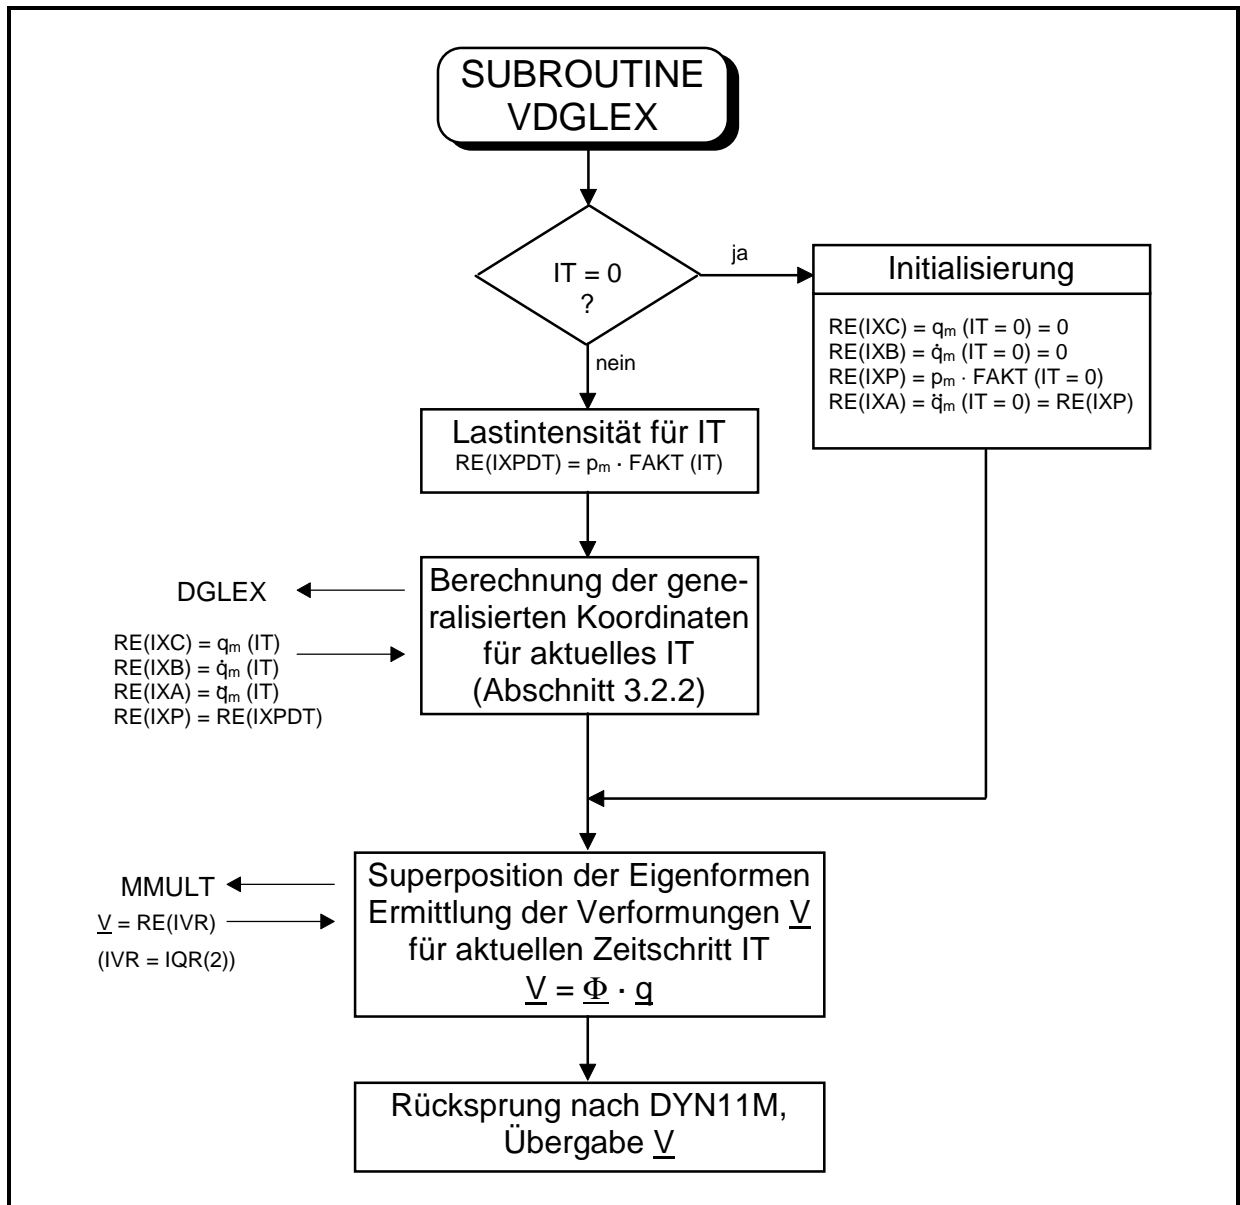 SUBROUTINE
VDGLEX
IT = 0
?
ja
nein
Initialisierung
RE(IXC) = qₘ (IT = 0) = 0
RE(IXB) = q̇ₘ (IT = 0) = 0
RE(IXP) = pₘ · FAKT (IT = 0)
RE(IXA) = q̈ₘ (IT = 0) = RE(IXP)
Lastintensität für IT
RE(IXPDT) = pₘ · FAKT (IT)
DGLEX
RE(IXC) = qₘ (IT)
RE(IXB) = q̇ₘ (IT)
RE(IXA) = q̈ₘ (IT)
RE(IXP) = RE(IXPDT)
Berechnung der gene-
ralisierten Koordinaten
für aktuelles IT
(Abschnitt 3.2.2)
MMULT
V = RE(IVR)
(IVR = IQR(2))
Superposition der Eigenformen
Ermittlung der Verformungen V
für aktuellen Zeitschritt IT
V = Φ · q
Rücksprung nach DYN11M,
Übergabe V